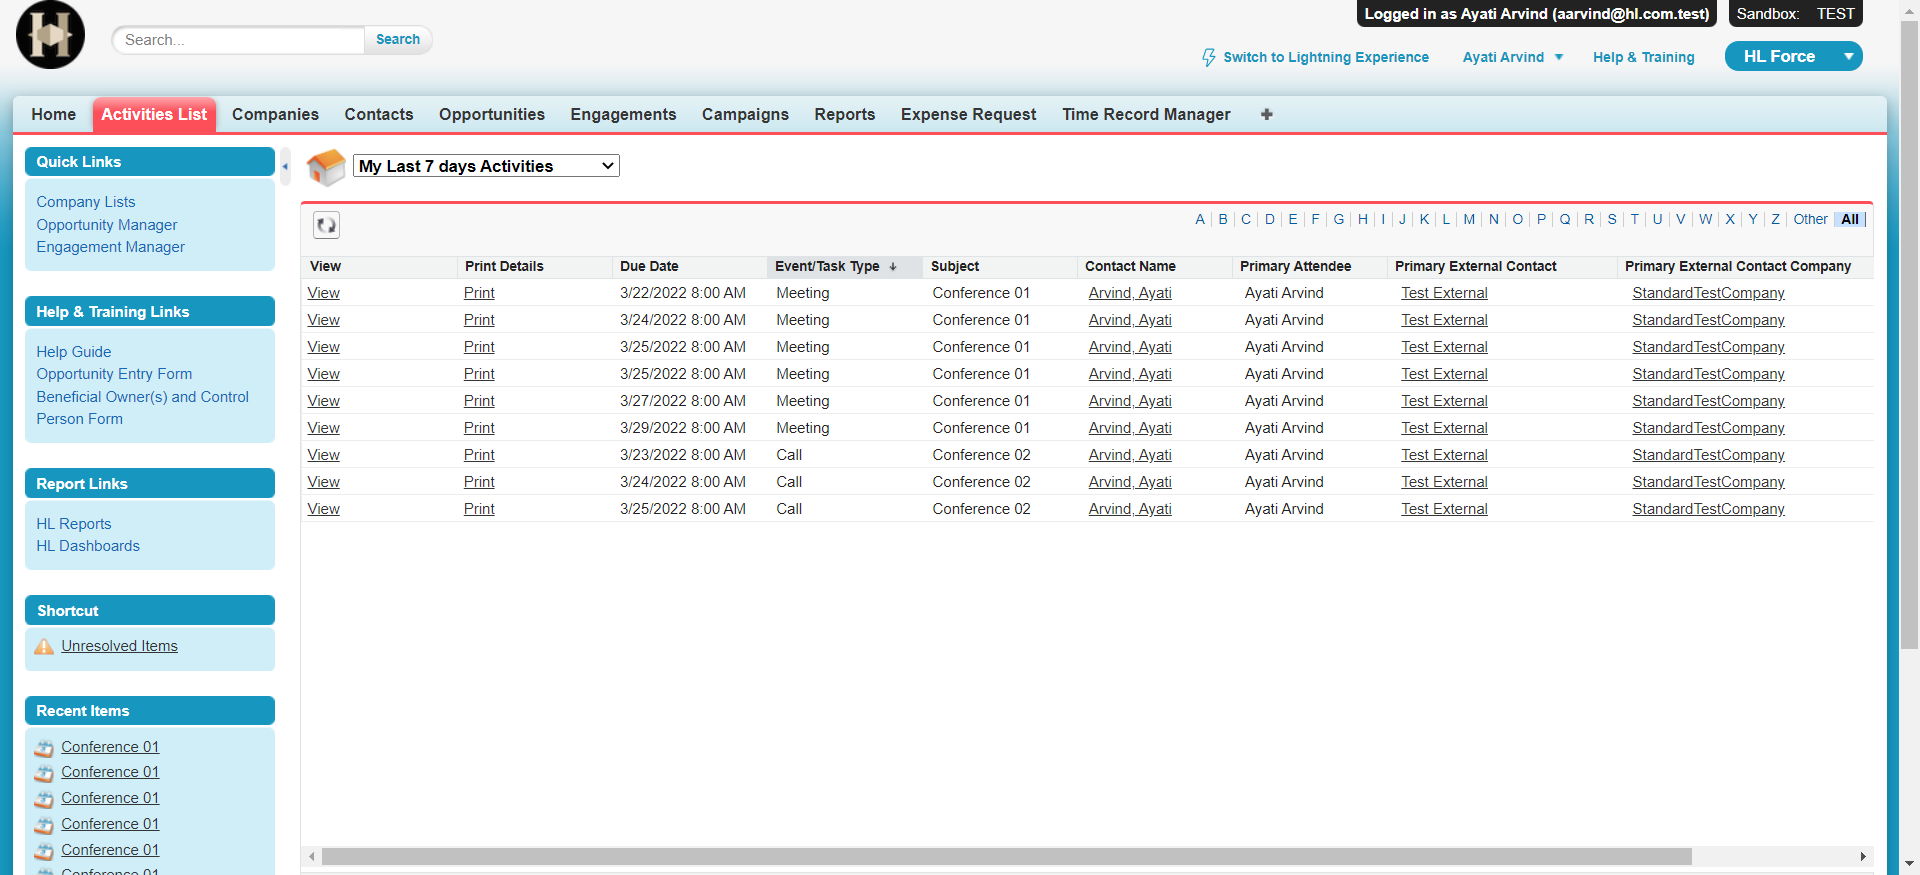 Logged in as Ayati Arvind (aarvind@hl.com.test) Sandbox: TEST
Search... Search
Switch to Lightning Experience Ayati Arvind Help & Training HL Force
Home Activities List Companies Contacts Opportunities Engagements Campaigns Reports Expense Request Time Record Manager +
Quick Links
Company Lists
Opportunity Manager
Engagement Manager
Help & Training Links
Help Guide
Opportunity Entry Form
Beneficial Owner(s) and Control
Person Form
Report Links
HL Reports
HL Dashboards
Shortcut
Unresolved Items
Recent Items
Conference 01
Conference 01
Conference 01
Conference 01
Conference 01
Conference 01
My Last 7 days Activities
A B C D E F G H I J K L M N O P Q R S T U V W X Y Z Other All
View Print Details Due Date Event/Task Type Subject Contact Name Primary Attendee Primary External Contact Primary External Contact Company
View Print 3/22/2022 8:00 AM Meeting Conference 01 Arvind, Ayati Ayati Arvind Test External StandardTestCompany
View Print 3/24/2022 8:00 AM Meeting Conference 01 Arvind, Ayati Ayati Arvind Test External StandardTestCompany
View Print 3/25/2022 8:00 AM Meeting Conference 01 Arvind, Ayati Ayati Arvind Test External StandardTestCompany
View Print 3/25/2022 8:00 AM Meeting Conference 01 Arvind, Ayati Ayati Arvind Test External StandardTestCompany
View Print 3/27/2022 8:00 AM Meeting Conference 01 Arvind, Ayati Ayati Arvind Test External StandardTestCompany
View Print 3/29/2022 8:00 AM Meeting Conference 01 Arvind, Ayati Ayati Arvind Test External StandardTestCompany
View Print 3/23/2022 8:00 AM Call Conference 02 Arvind, Ayati Ayati Arvind Test External StandardTestCompany
View Print 3/24/2022 8:00 AM Call Conference 02 Arvind, Ayati Ayati Arvind Test External StandardTestCompany
View Print 3/25/2022 8:00 AM Call Conference 02 Arvind, Ayati Ayati Arvind Test External StandardTestCompany